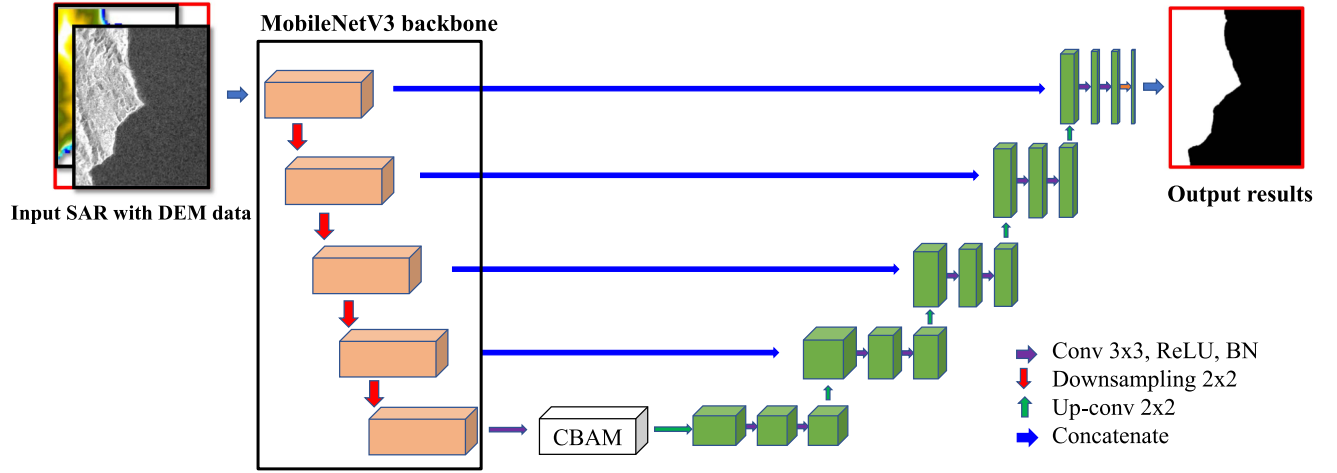 MobileNetV3 backbone
Input SAR with DEM data
Output results
CBAM
Conv 3x3, ReLU, BN
Downsampling 2x2
Up-conv 2x2
Concatenate